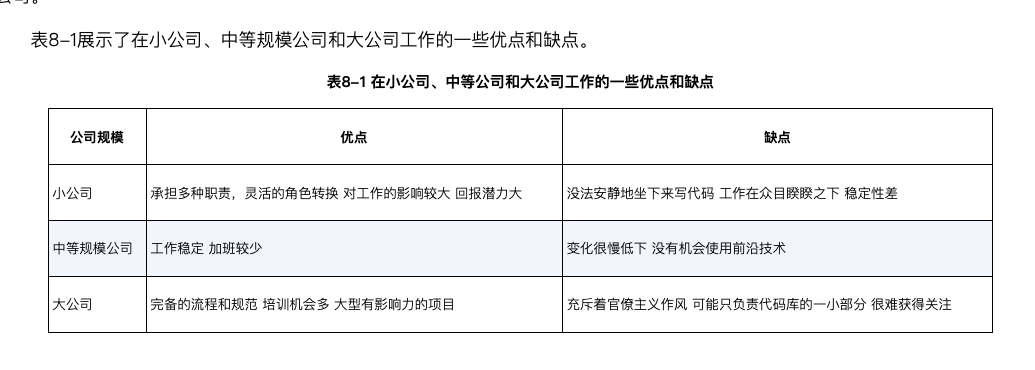 公司。
表8–1展示了在小公司、中等规模公司和大公司工作的一些优点和缺点。
表8–1 在小公司、中等公司和大公司工作的一些优点和缺点
公司规模 优点 缺点
小公司 承担多种职责，灵活的角色转换 对工作的影响较大 回报潜力大 没法安静地坐下来写代码 工作在众目睽睽之下 稳定性差
中等规模公司 工作稳定 加班较少 变化很慢低下 没有机会使用前沿技术
大公司 完备的流程和规范 培训机会多 大型有影响力的项目 充斥着官僚主义作风 可能只负责代码库的一小部分 很难获得关注